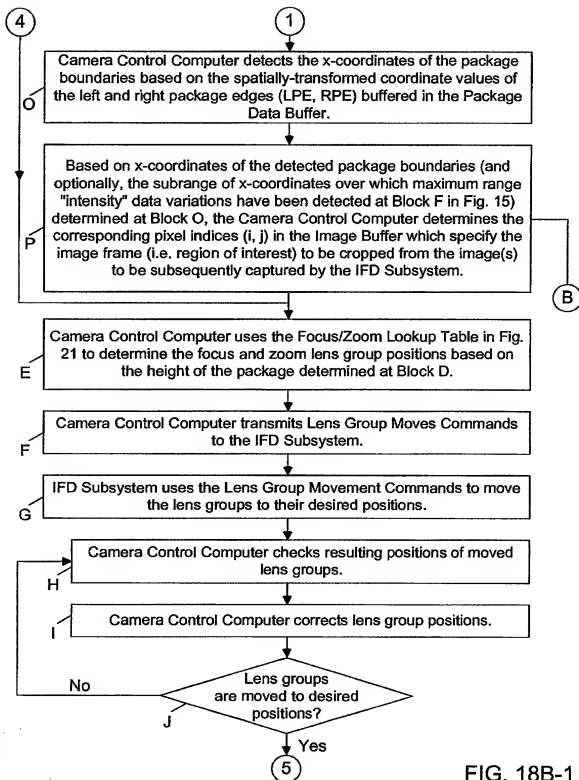 4
1
Camera Control Computer detects the x-coordinates of the package
boundaries based on the spatially-transformed coordinate values of
the left and right package edges (LPE, RPE) buffered in the Package
Data Buffer.
O
Based on x-coordinates of the detected package boundaries (and
optionally, the subrange of x-coordinates over which maximum range
"intensity" data variations have been detected at Block F in Fig. 15)
determined at Block O, the Camera Control Computer determines the
corresponding pixel indices (i, j) in the Image Buffer which specify the
image frame (i.e. region of interest) to be cropped from the image(s)
to be subsequently captured by the IFD Subsystem.
P
B
Camera Control Computer uses the Focus/Zoom Lookup Table in Fig.
21 to determine the focus and zoom lens group positions based on
the height of the package determined at Block D.
E
Camera Control Computer transmits Lens Group Moves Commands
to the IFD Subsystem.
F
IFD Subsystem uses the Lens Group Movement Commands to move
the lens groups to their desired positions.
G
Camera Control Computer checks resulting positions of moved
lens groups.
H
Camera Control Computer corrects lens group positions.
I
Lens groups
are moved to desired
positions?
No
J
Yes
5
FIG. 18B-1